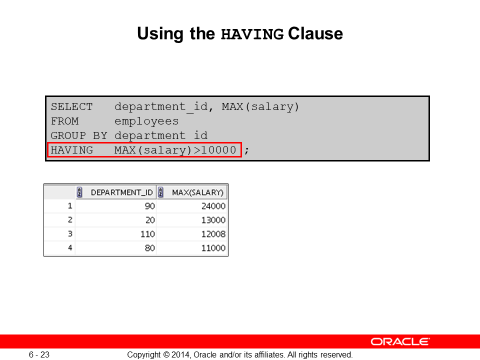 Using the HAVING Clause
SELECT department_id, MAX(salary)
FROM employees
GROUP BY department_id
HAVING MAX(salary)>10000 ;
DEPARTMENT_ID MAX(SALARY)
1 90 24000
2 20 13000
3 110 12008
4 80 11000
ORACLE
6 - 23 Copyright © 2014, Oracle and/or its affiliates. All rights reserved.